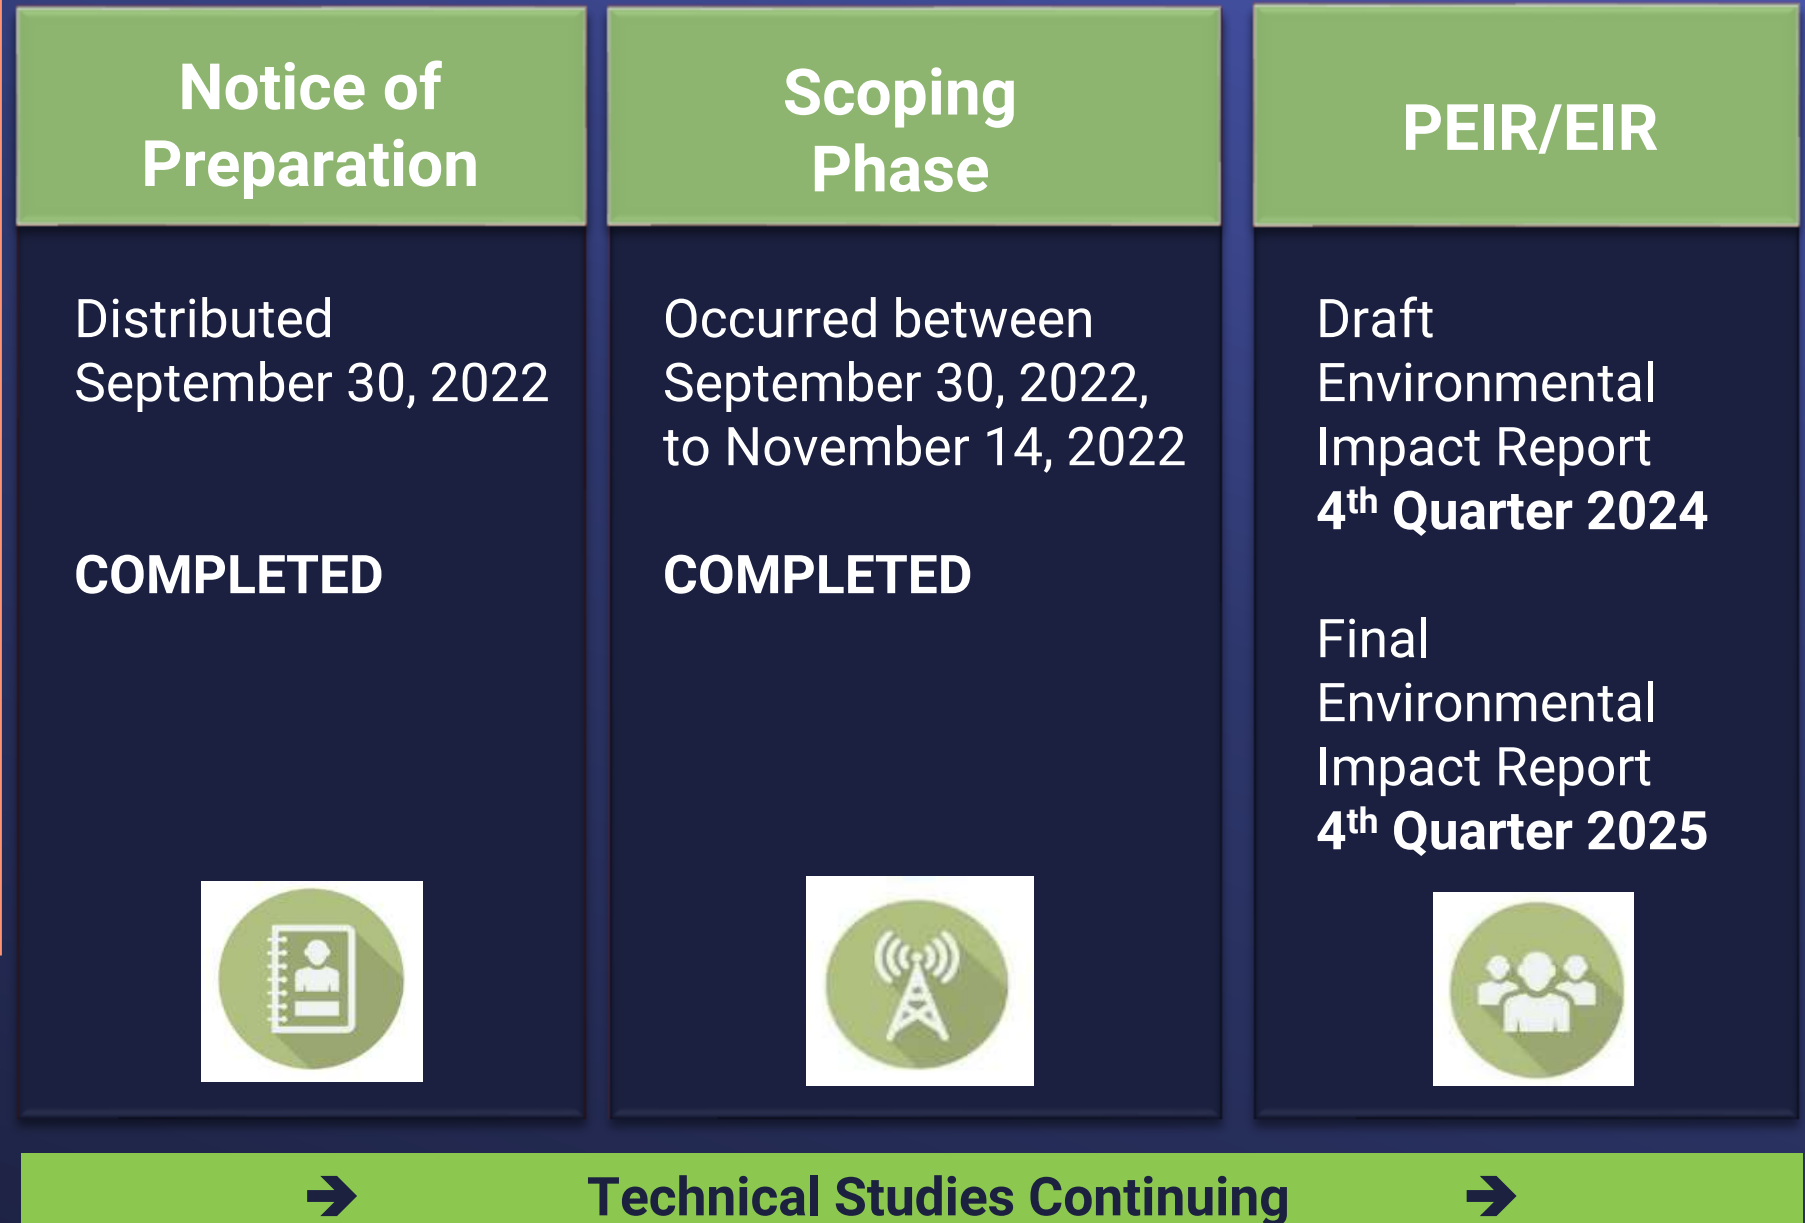 Notice of
Preparation
Distributed
September 30, 2022
COMPLETED
Scoping
Phase
Occurred between
September 30, 2022,
to November 14, 2022
COMPLETED
PEIR/EIR
Draft
Environmental
Impact Report
4th Quarter 2024
Final
Environmental
Impact Report
4th Quarter 2025
→ Technical Studies Continuing →